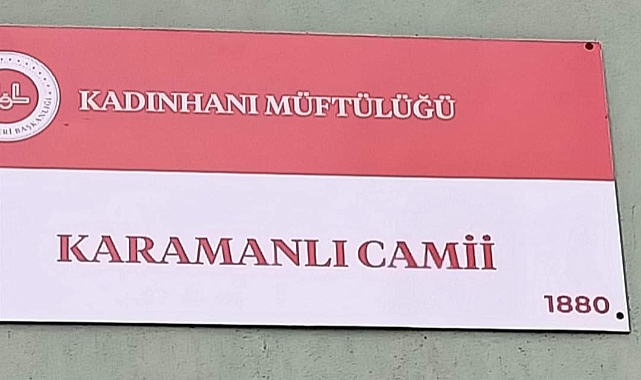 KADINHANI MÜFTÜLÜĞÜ
KARAMANLI CAMİİ
1880